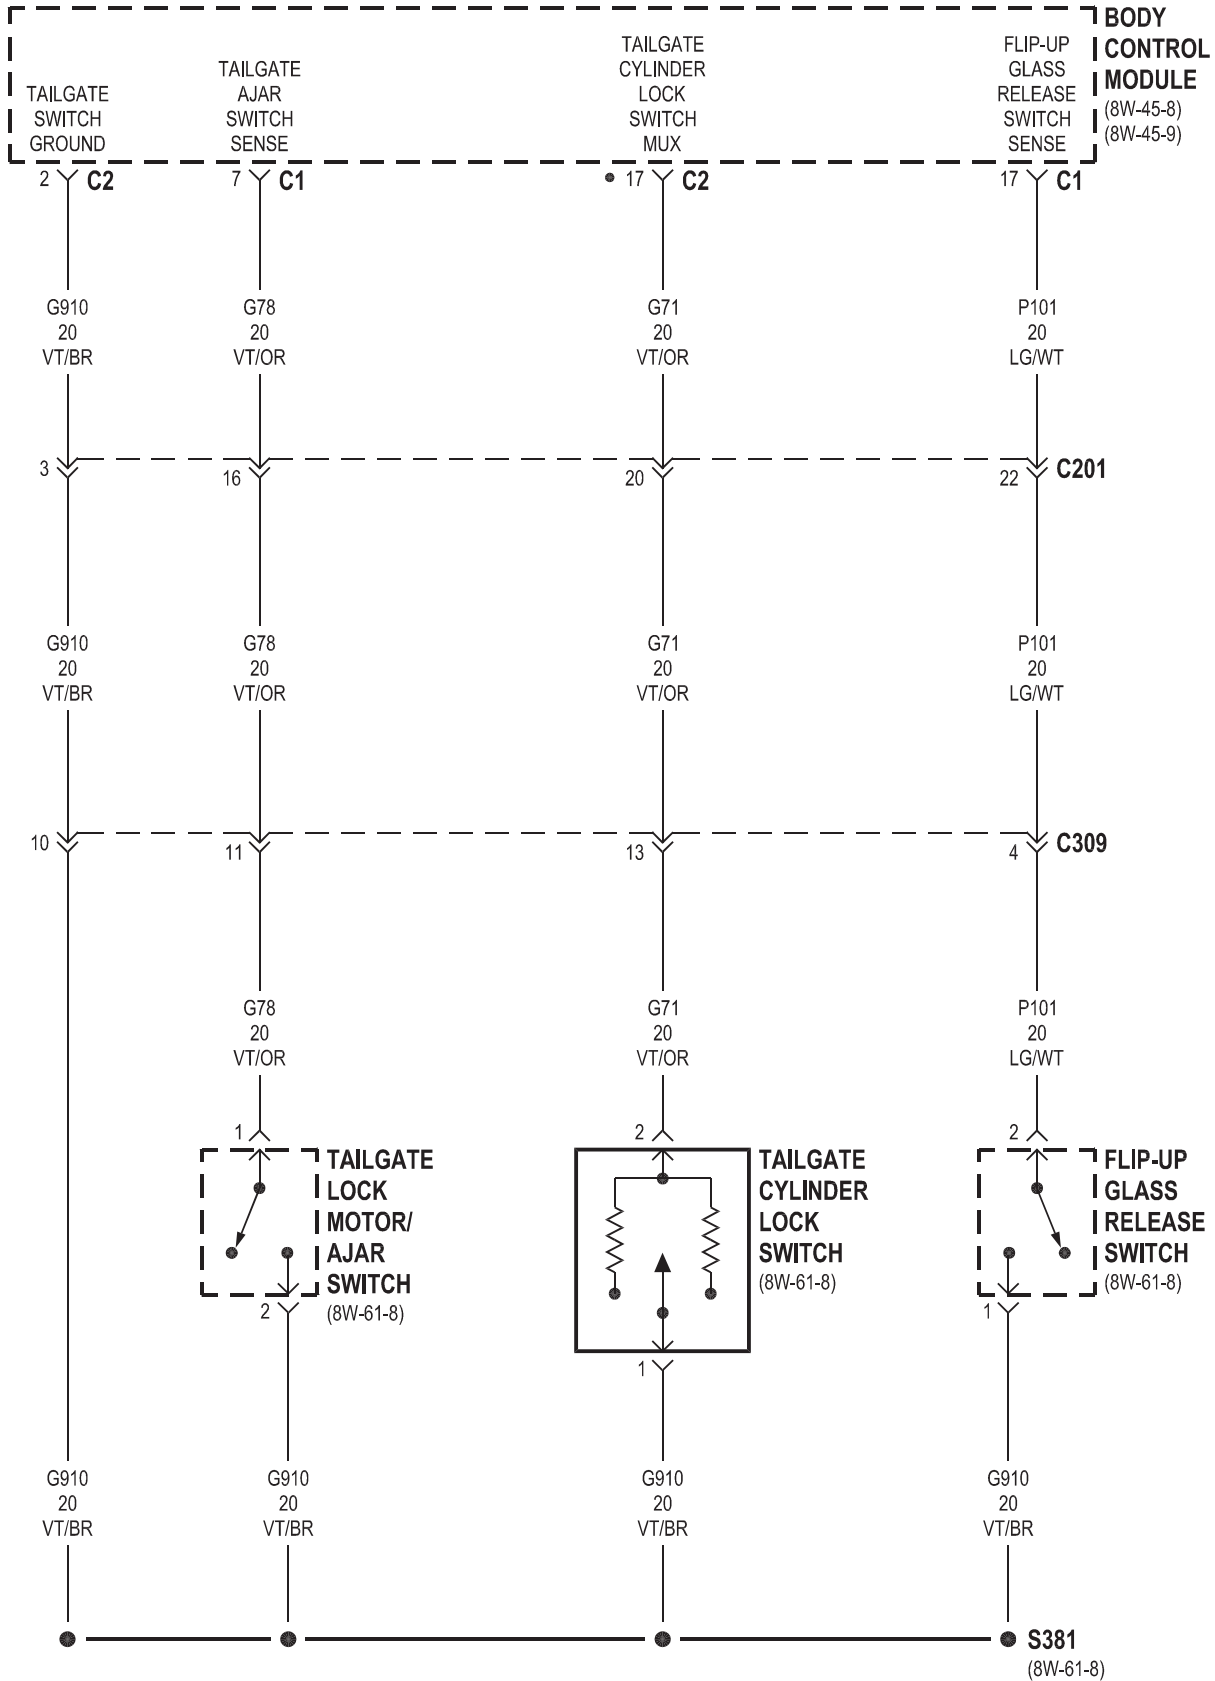 BODY
CONTROL
MODULE
(8W-45-8)
(8W-45-9)
TAILGATE
SWITCH
GROUND
TAILGATE
AJAR
SWITCH
SENSE
TAILGATE
CYLINDER
LOCK
SWITCH
MUX
FLIP-UP
GLASS
RELEASE
SWITCH
SENSE
2 C2
7 C1
17 C2
17 C1
G910
20
VT/BR
G78
20
VT/OR
G71
20
VT/OR
P101
20
LG/WT
3
16
20
22
C201
G910
20
VT/BR
G78
20
VT/OR
G71
20
VT/OR
P101
20
LG/WT
10
11
13
4
C309
G78
20
VT/OR
G71
20
VT/OR
P101
20
LG/WT
1
2
2
TAILGATE
LOCK
MOTOR/
AJAR
SWITCH
(8W-61-8)
TAILGATE
CYLINDER
LOCK
SWITCH
(8W-61-8)
FLIP-UP
GLASS
RELEASE
SWITCH
(8W-61-8)
2
1
1
G910
20
VT/BR
G910
20
VT/BR
G910
20
VT/BR
G910
20
VT/BR
S381
(8W-61-8)